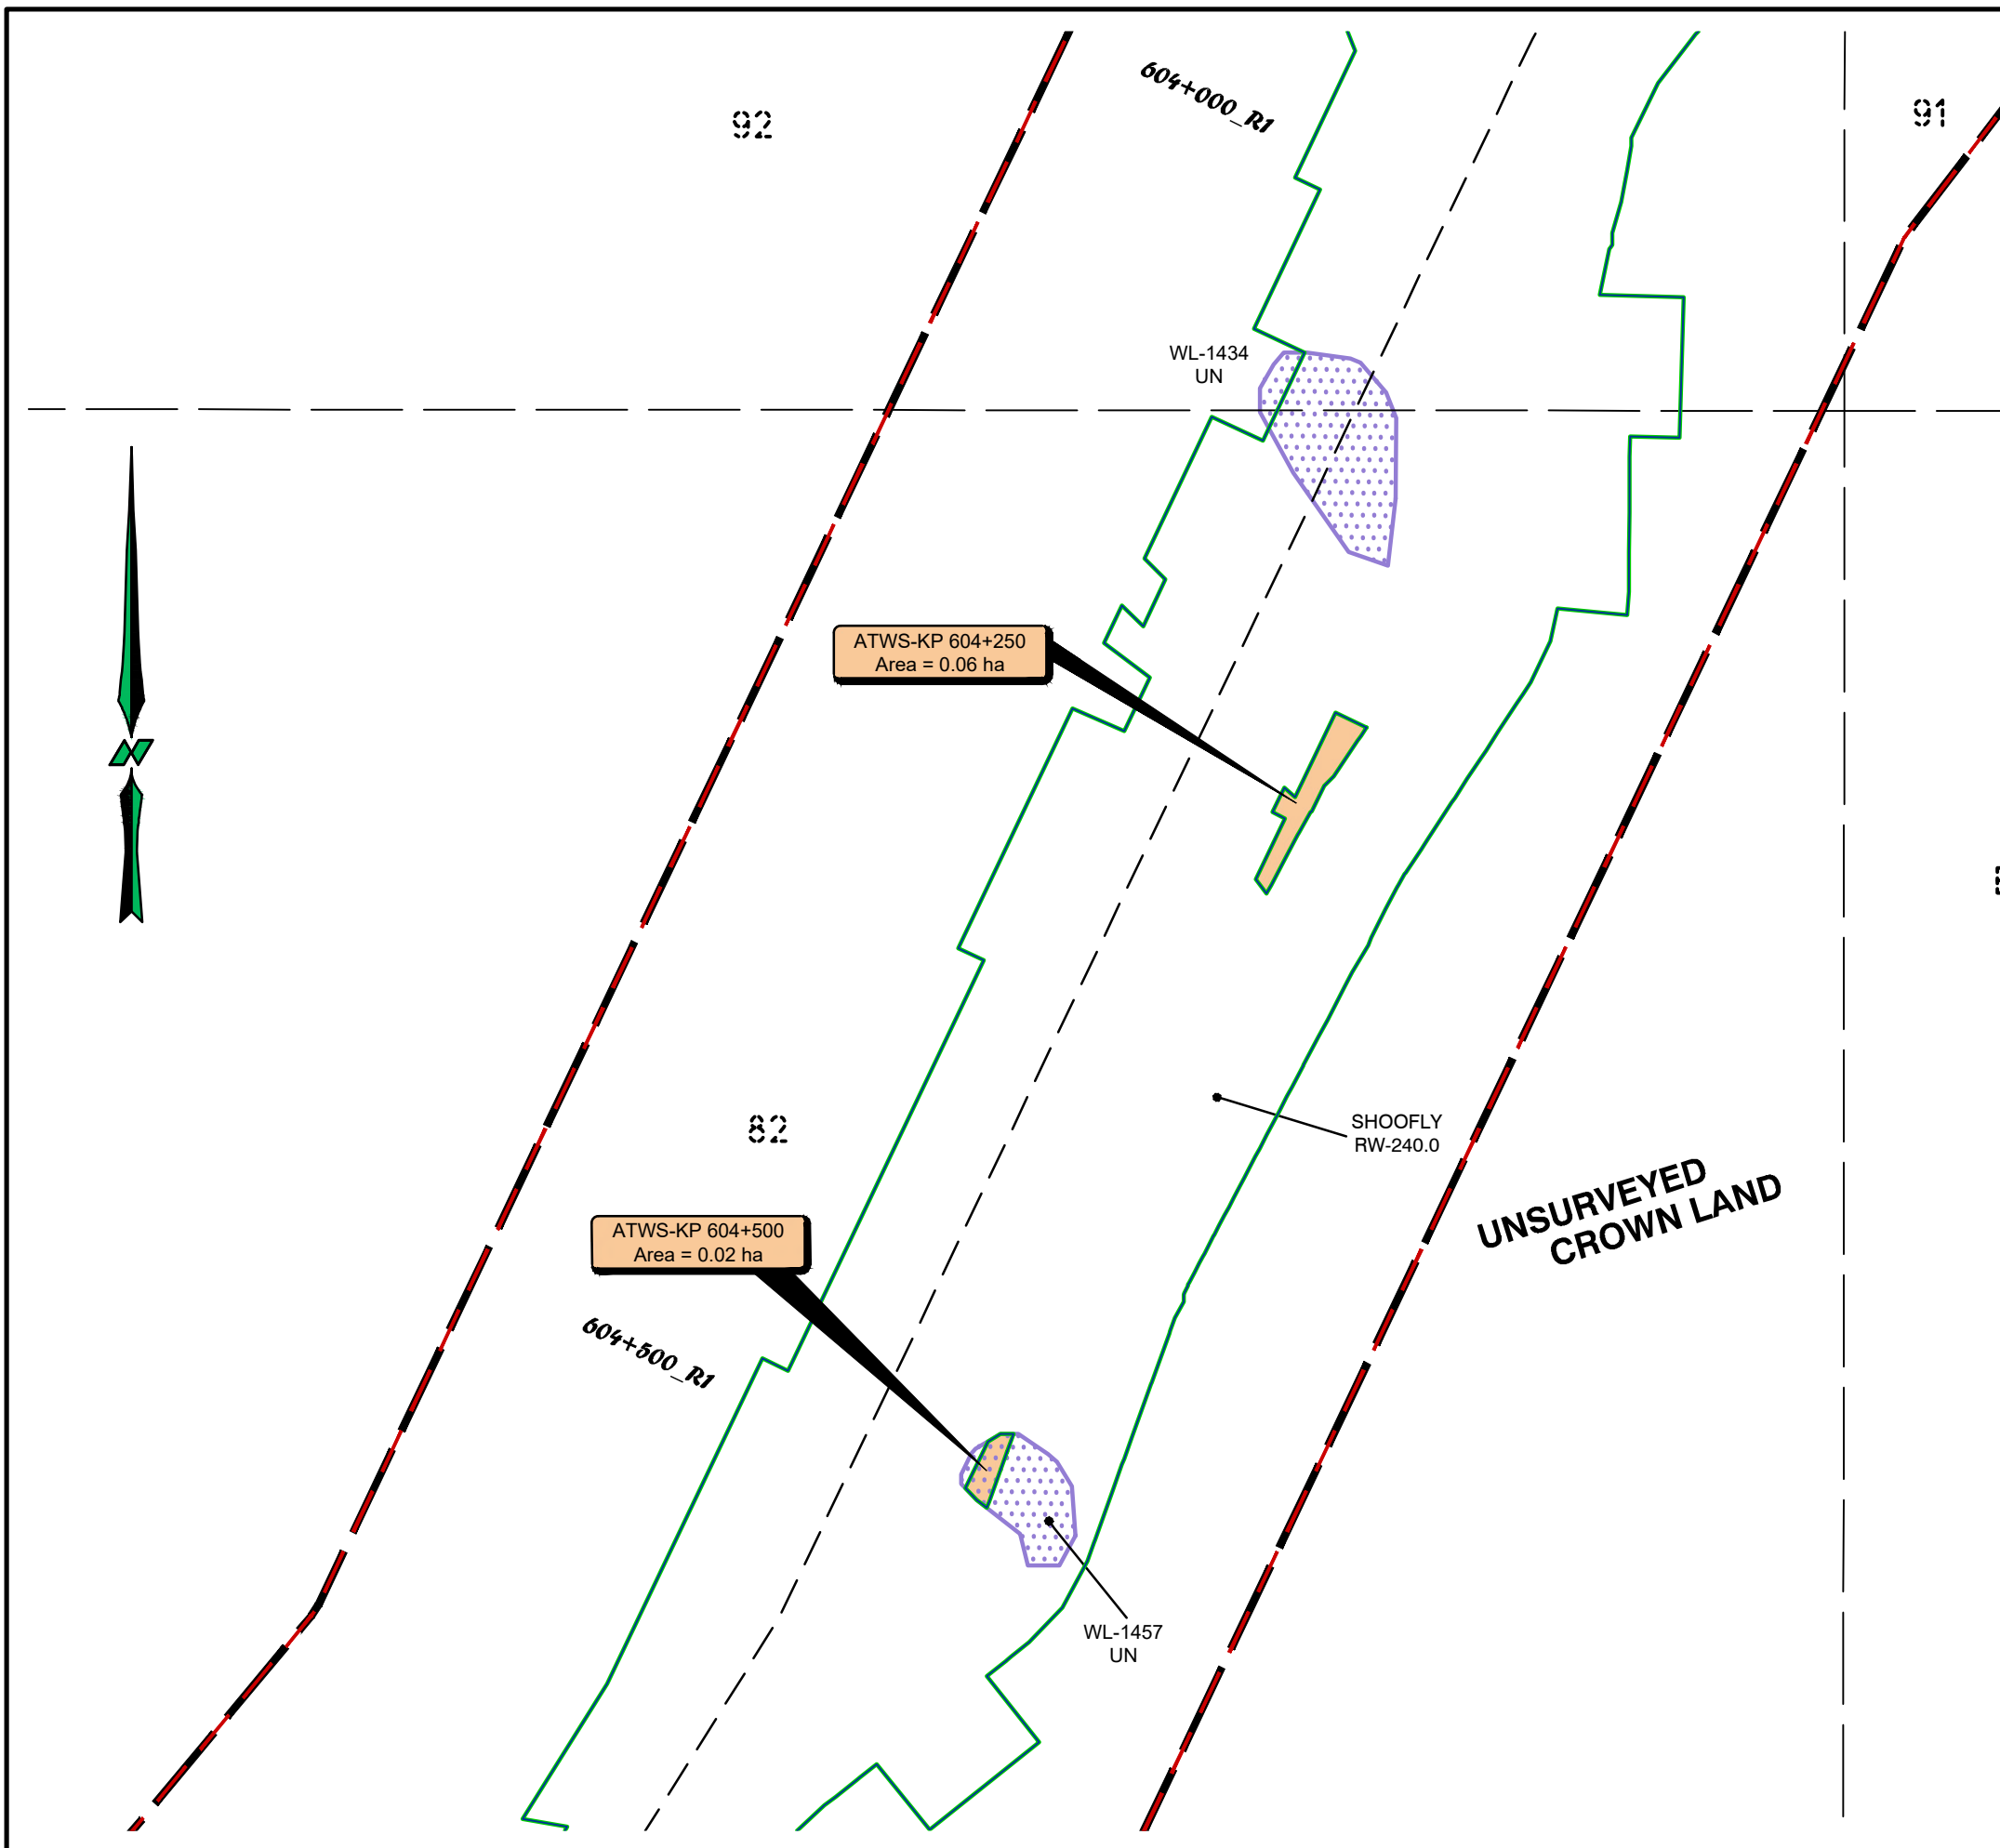 604+000_R1
92
91
WL-1434
UN
ATWS-KP 604+250
Area = 0.06 ha
N
82
SHOOFLY
RW-240.0
UNSURVEYED
CROWN LAND
ATWS-KP 604+500
Area = 0.02 ha
604+500_R1
WL-1457
UN